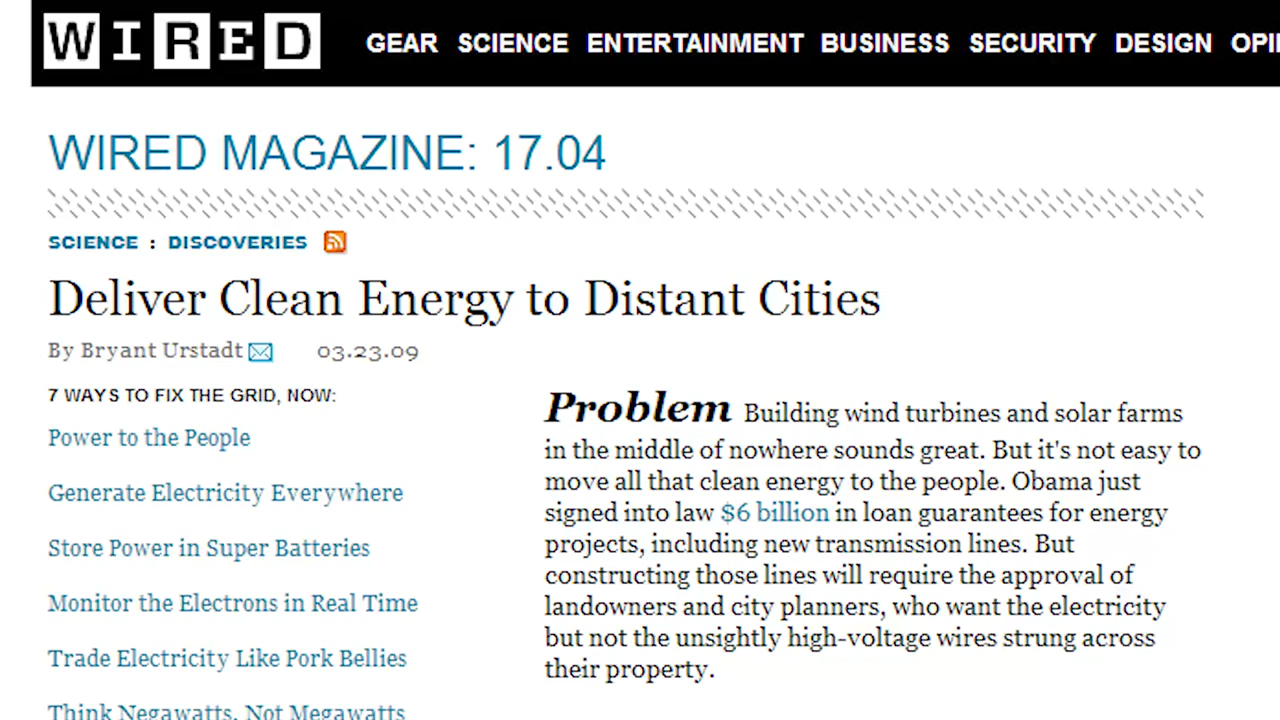 WIRED GEAR SCIENCE ENTERTAINMENT BUSINESS SECURITY DESIGN
WIRED MAGAZINE: 17.04
SCIENCE : DISCOVERIES
Deliver Clean Energy to Distant Cities
By Bryant Urstadt 03.23.09
7 WAYS TO FIX THE GRID, NOW:
Power to the People
Generate Electricity Everywhere
Store Power in Super Batteries
Monitor the Electrons in Real Time
Trade Electricity Like Pork Bellies
Think Negawatts, Not Megawatts
Problem Building wind turbines and solar farms
in the middle of nowhere sounds great. But it's not easy to
move all that clean energy to the people. Obama just
signed into law $6 billion in loan guarantees for energy
projects, including new transmission lines. But
constructing those lines will require the approval of
landowners and city planners, who want the electricity
but not the unsightly high-voltage wires strung across
their property.